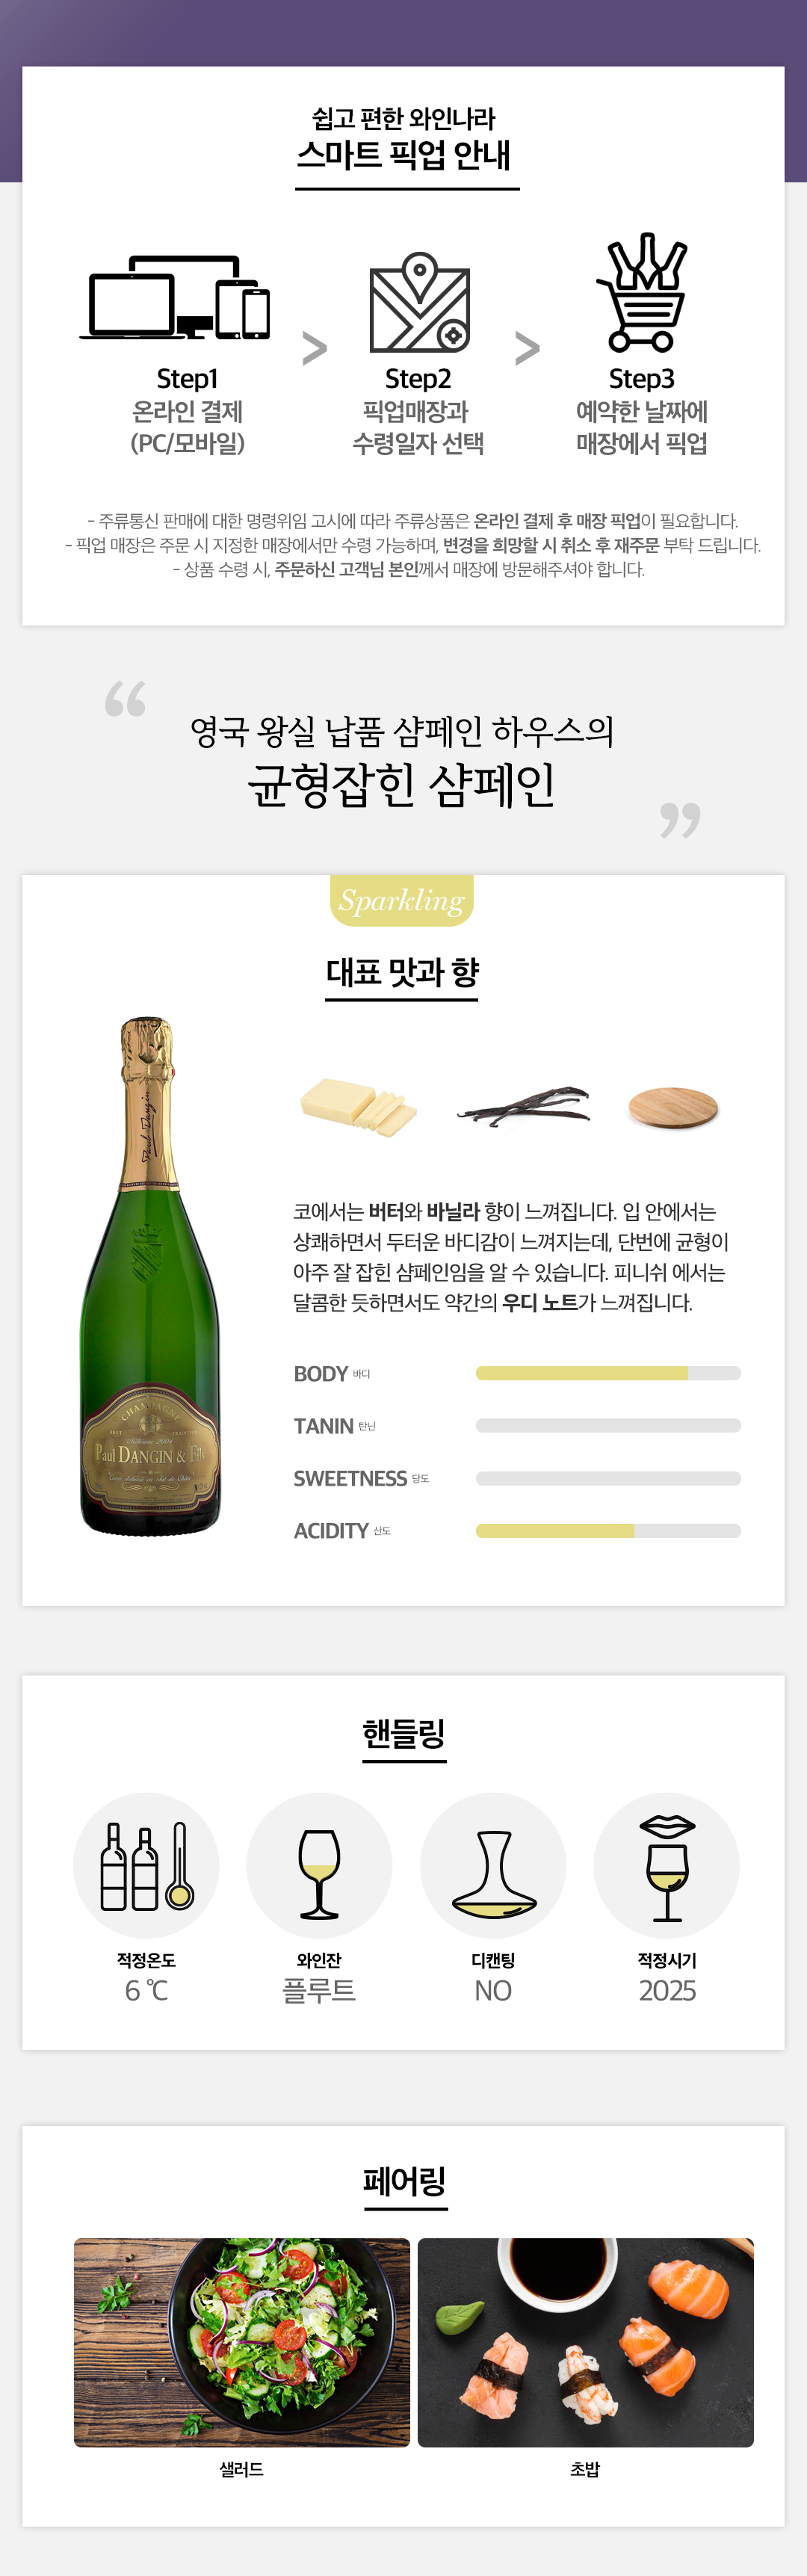 쉽고 편한 와인나라
스마트 픽업 안내
Step1
온라인 결제
(PC/모바일)
>
Step2
픽업매장과
수령일자 선택
>
Step3
예약한 날짜에
매장에서 픽업
- 주류통신 판매에 대한 명령위임 고시에 따라 주류상품은 온라인 결제 후 매장 픽업이 필요합니다.
- 픽업 매장은 주문 시 지정한 매장에서만 수령 가능하며, 변경을 희망할 시 취소 후 재주문 부탁 드립니다.
- 상품 수령 시, 주문하신 고객님 본인께서 매장에 방문해주셔야 합니다.
“
영국 왕실 납품 샴페인 하우스의
균형잡힌 샴페인
”
Sparkling
대표 맛과 향
Paul Dangin
코에서는 버터와 바닐라 향이 느껴집니다. 입 안에서는
상쾌하면서 두터운 바디감이 느껴지는데, 단번에 균형이
아주 잘 잡힌 샴페인임을 알 수 있습니다. 피니쉬 에서는
달콤한 듯하면서도 약간의 우디 노트가 느껴집니다.
BODY 바디
TANIN 탄닌
SWEETNESS 당도
ACIDITY 산도
CHAMPAGNE
BRUT
Millésime 2004
Paul DANGIN & Fils
핸들링
적정온도
6 ℃
와인잔
플루트
디캔팅
NO
적정시기
2025
페어링
샐러드
초밥